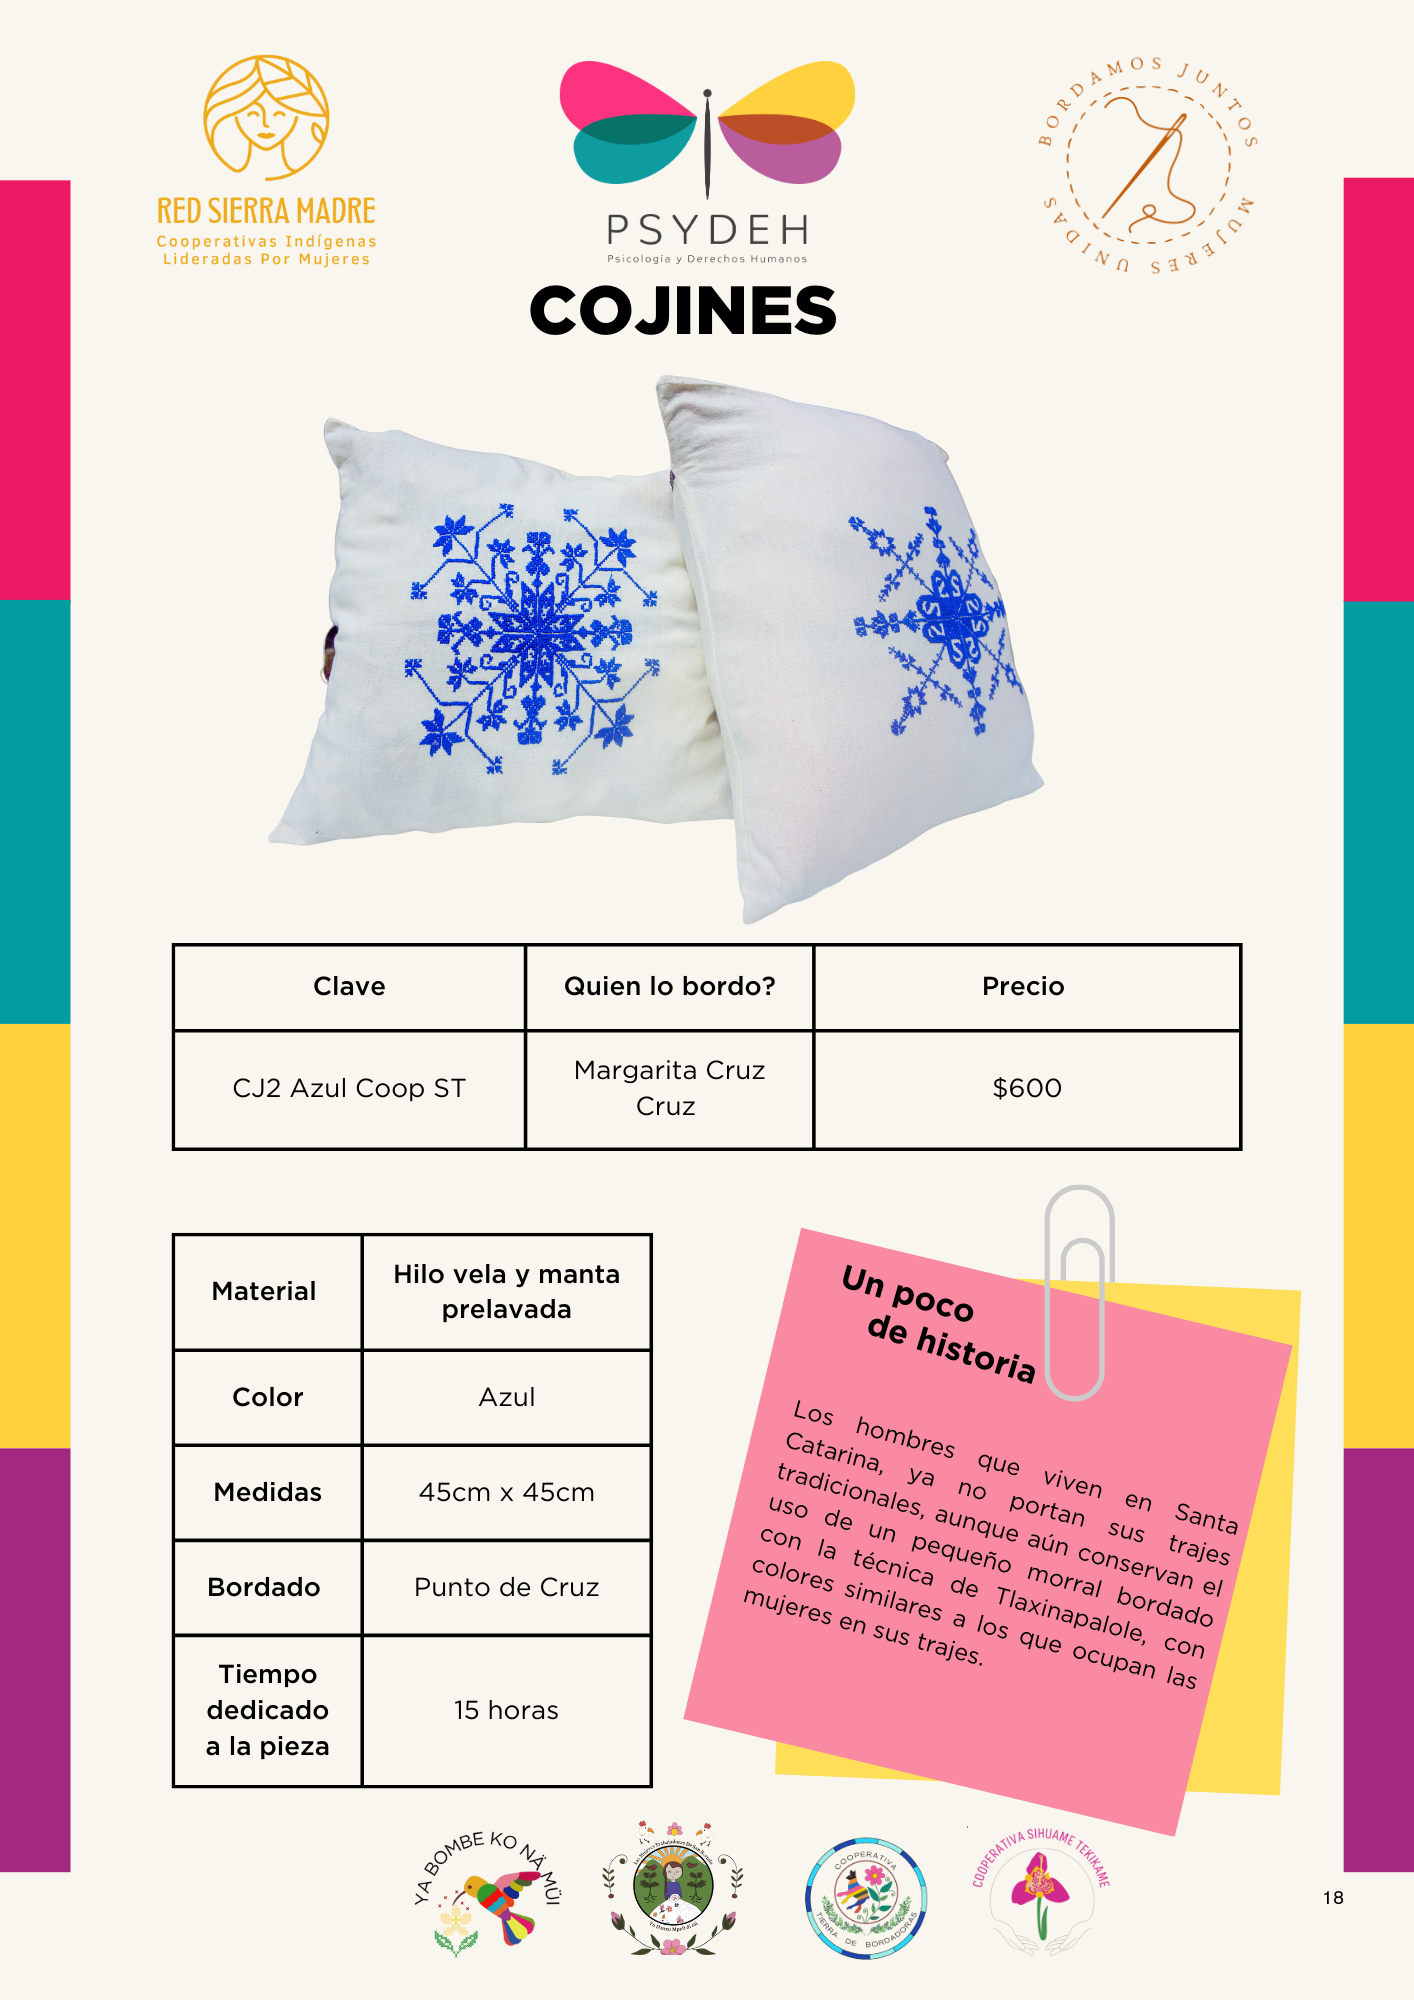 RED SIERRA MADRE
Cooperativas Indígenas
Lideradas Por Mujeres
PSYDEH
Psicología y Derechos Humanos
BORDAMOS JUNTOS
MUJERES UNIDAS
COJINES
Clave
Quien lo bordo?
Precio
CJ2 Azul Coop ST
Margarita Cruz
Cruz
$600
Material
Hilo vela y manta
prelavada
Color
Azul
Medidas
45cm x 45cm
Bordado
Punto de Cruz
Tiempo
dedicado
a la pieza
15 horas
Un poco
de historia
Los hombres que viven en Santa
Catarina, ya no portan sus trajes
tradicionales, aunque aún conservan el
uso de un pequeño morral bordado
con la técnica de Tlaxinapalole, con
colores similares a los que ocupan las
mujeres en sus trajes.
YA BOMBE KO NÄ MÜI
COOPERATIVA
TIERRA DE BORDADORAS
COOPERATIVA SIHUAME TEKIKAME
18